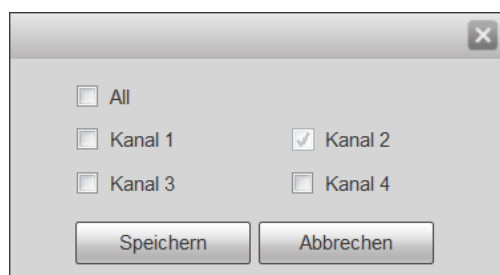 All
Kanal 1 Kanal 2
Kanal 3 Kanal 4
Speichern Abbrechen